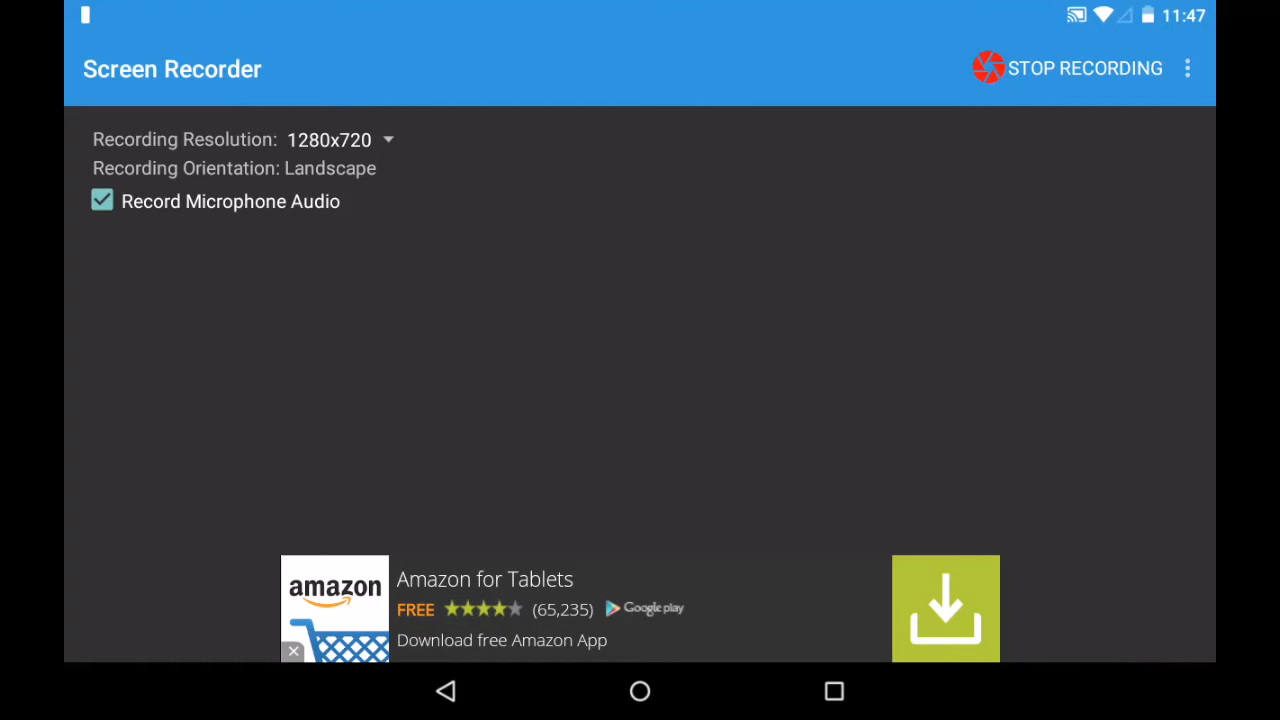 11:47
Screen Recorder
STOP RECORDING
Recording Resolution: 1280x720
Recording Orientation: Landscape
Record Microphone Audio
amazon
Amazon for Tablets
FREE (65,235) Google play
Download free Amazon App